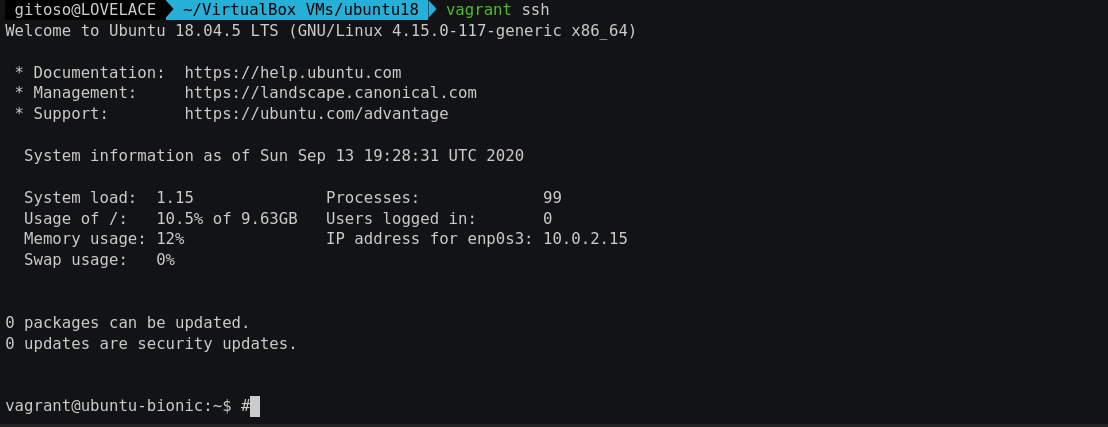 gitoso@LOVELACE ~/VirtualBox VMs/ubuntu18 vagrant ssh
Welcome to Ubuntu 18.04.5 LTS (GNU/Linux 4.15.0-117-generic x86_64)
* Documentation: https://help.ubuntu.com
* Management: https://landscape.canonical.com
* Support: https://ubuntu.com/advantage
System information as of Sun Sep 13 19:28:31 UTC 2020
System load: 1.15 Processes: 99
Usage of /: 10.5% of 9.63GB Users logged in: 0
Memory usage: 12% IP address for enp0s3: 10.0.2.15
Swap usage: 0%
0 packages can be updated.
0 updates are security updates.
vagrant@ubuntu-bionic:~$ #